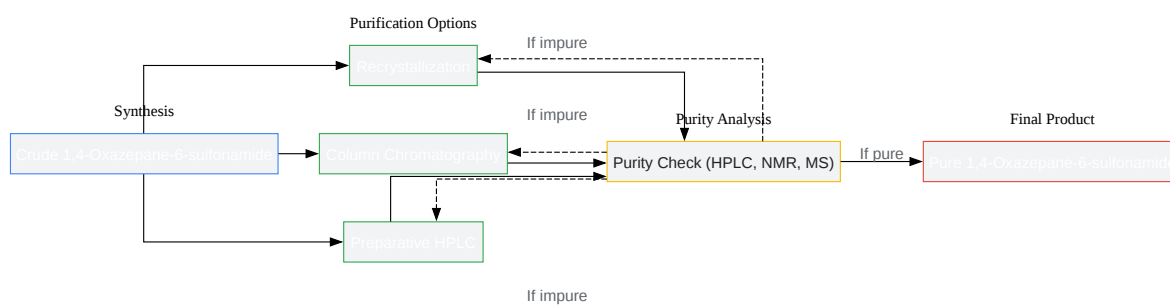 Purification Options
If impure
Recrystallization
Synthesis
If impure
Purity Analysis
Final Product
Crude 1,4-Oxazepane-6-sulfonamide
Column Chromatography
Purity Check (HPLC, NMR, MS)
If pure
Pure 1,4-Oxazepane-6-sulfonamide
Preparative HPLC
If impure